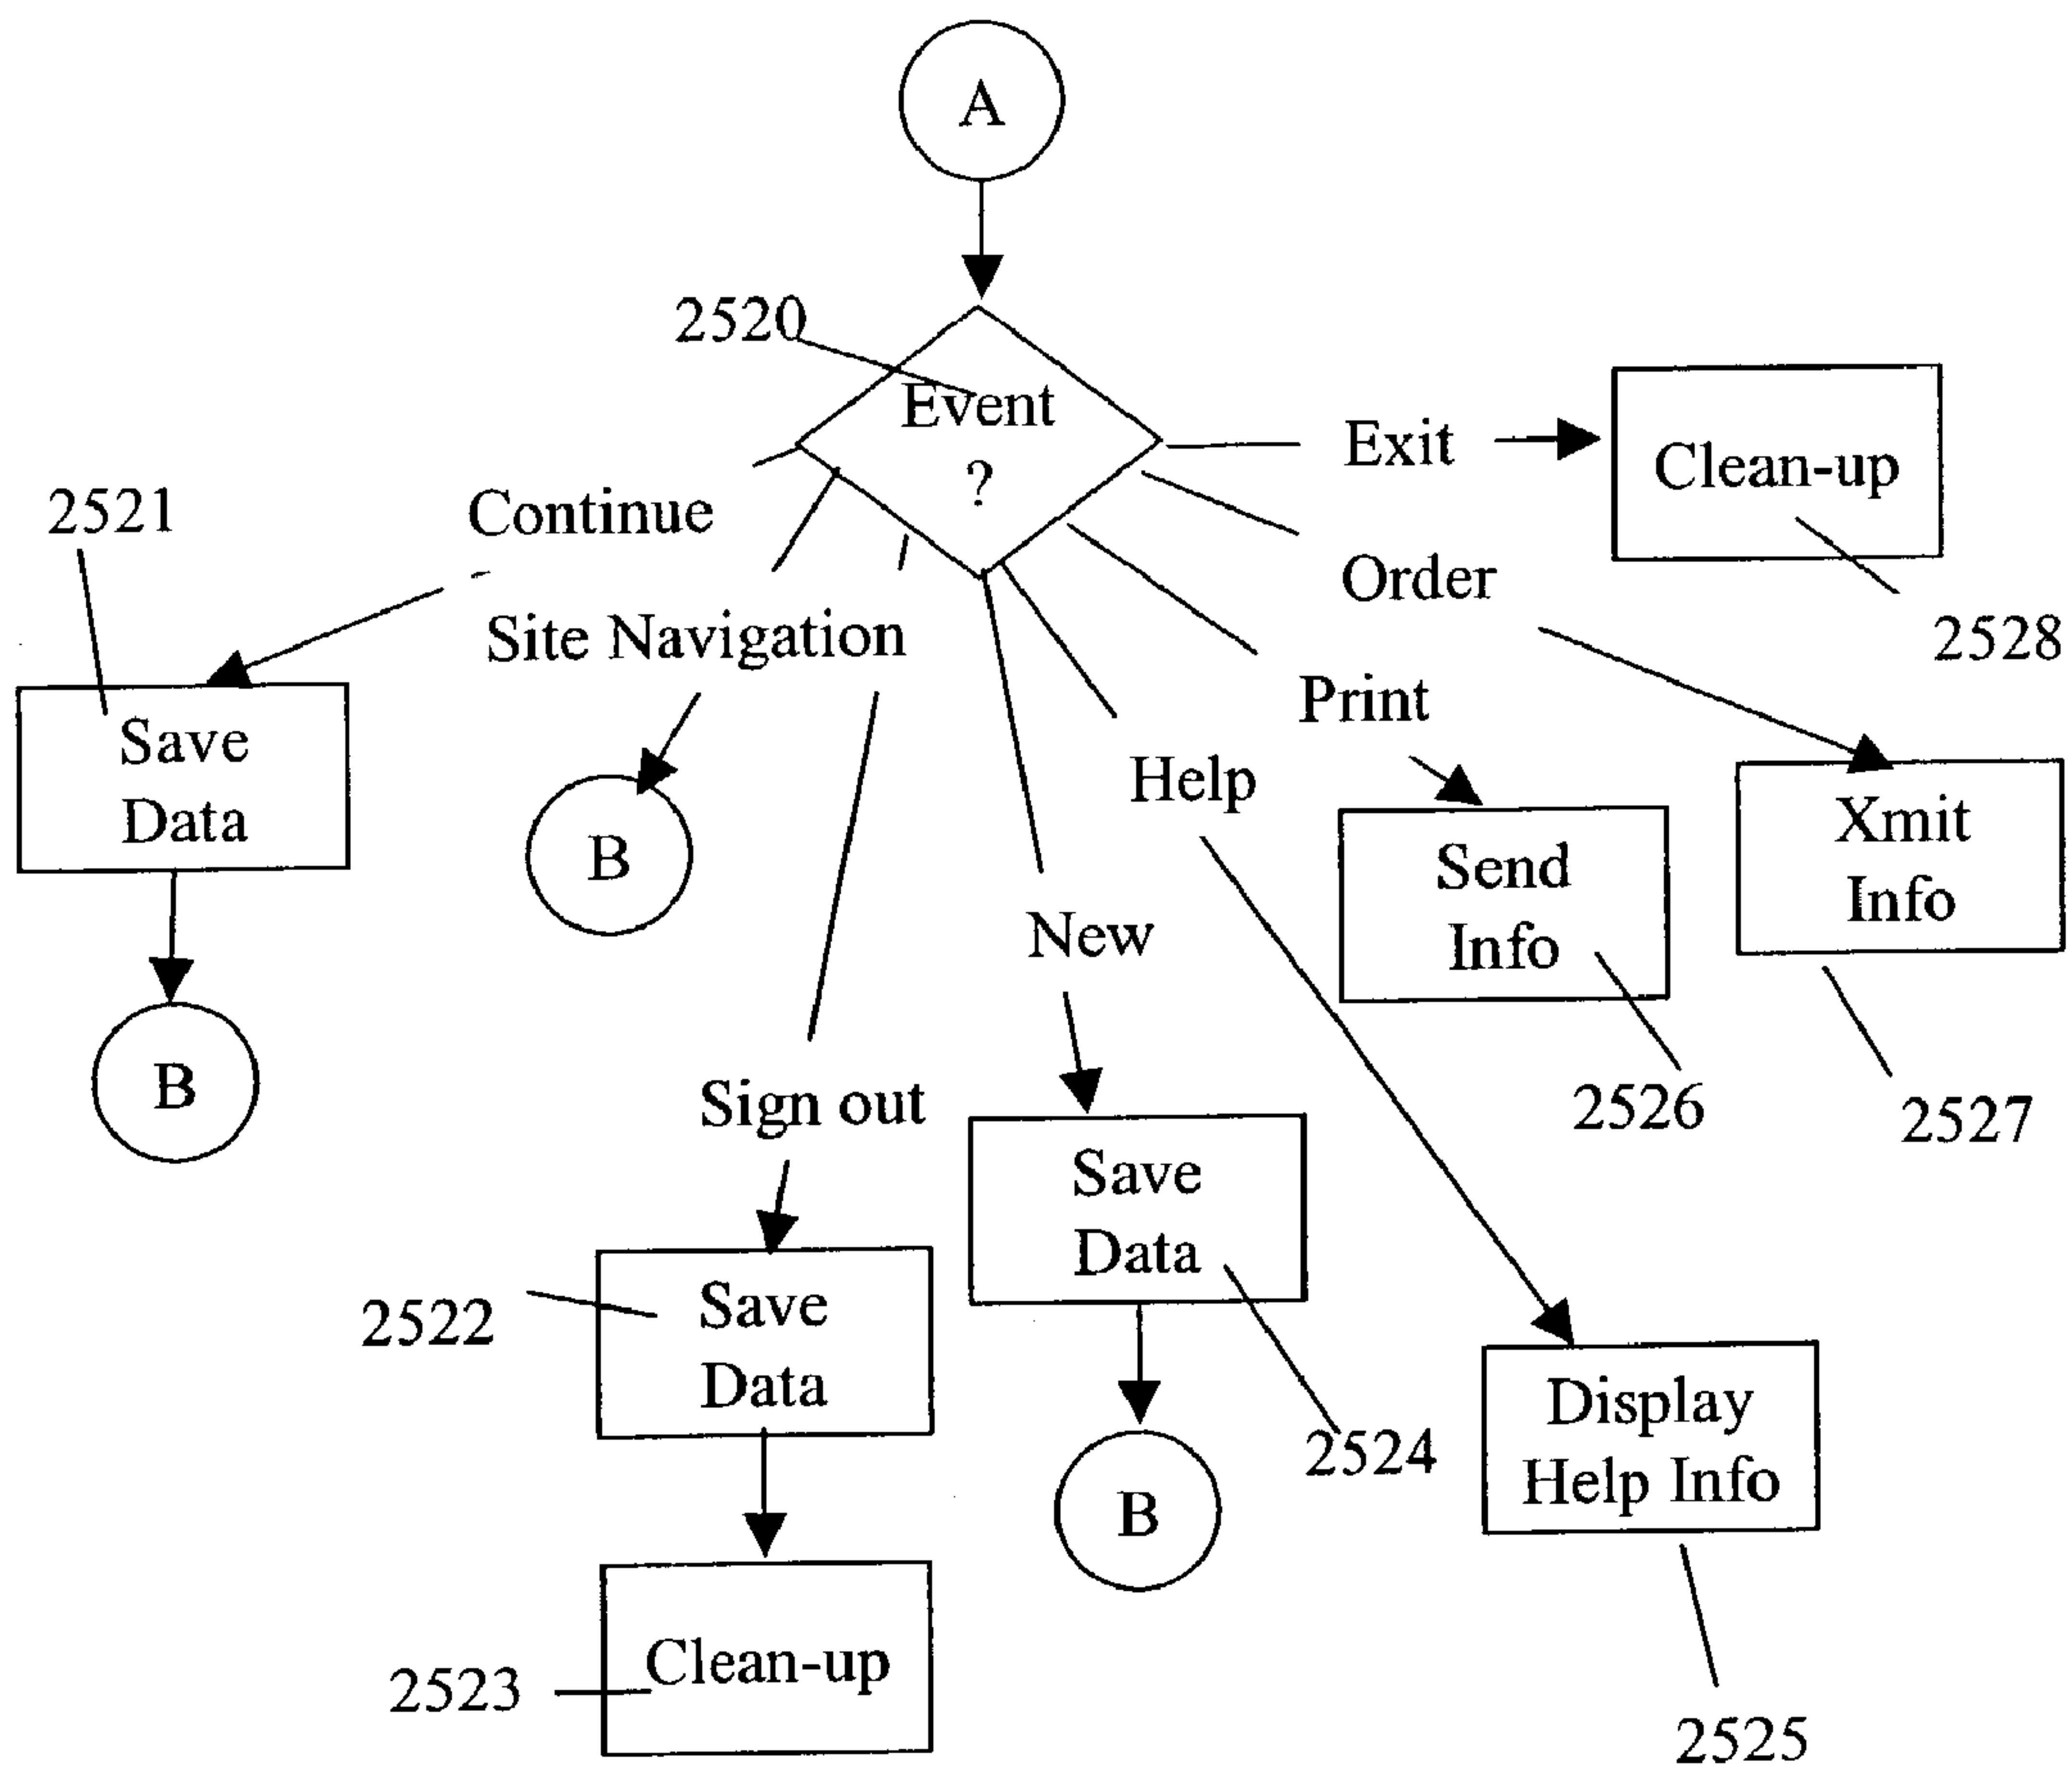 A
2520
Event
?
Exit
Clean-up
2521
Continue
Order
Site Navigation
2528
Print
Save
Data
Help
Xmit
Info
B
Send
Info
New
B
Sign out
2526
2527
Save
Data
2522
Save
Data
2524
Display
Help Info
B
2523
Clean-up
2525